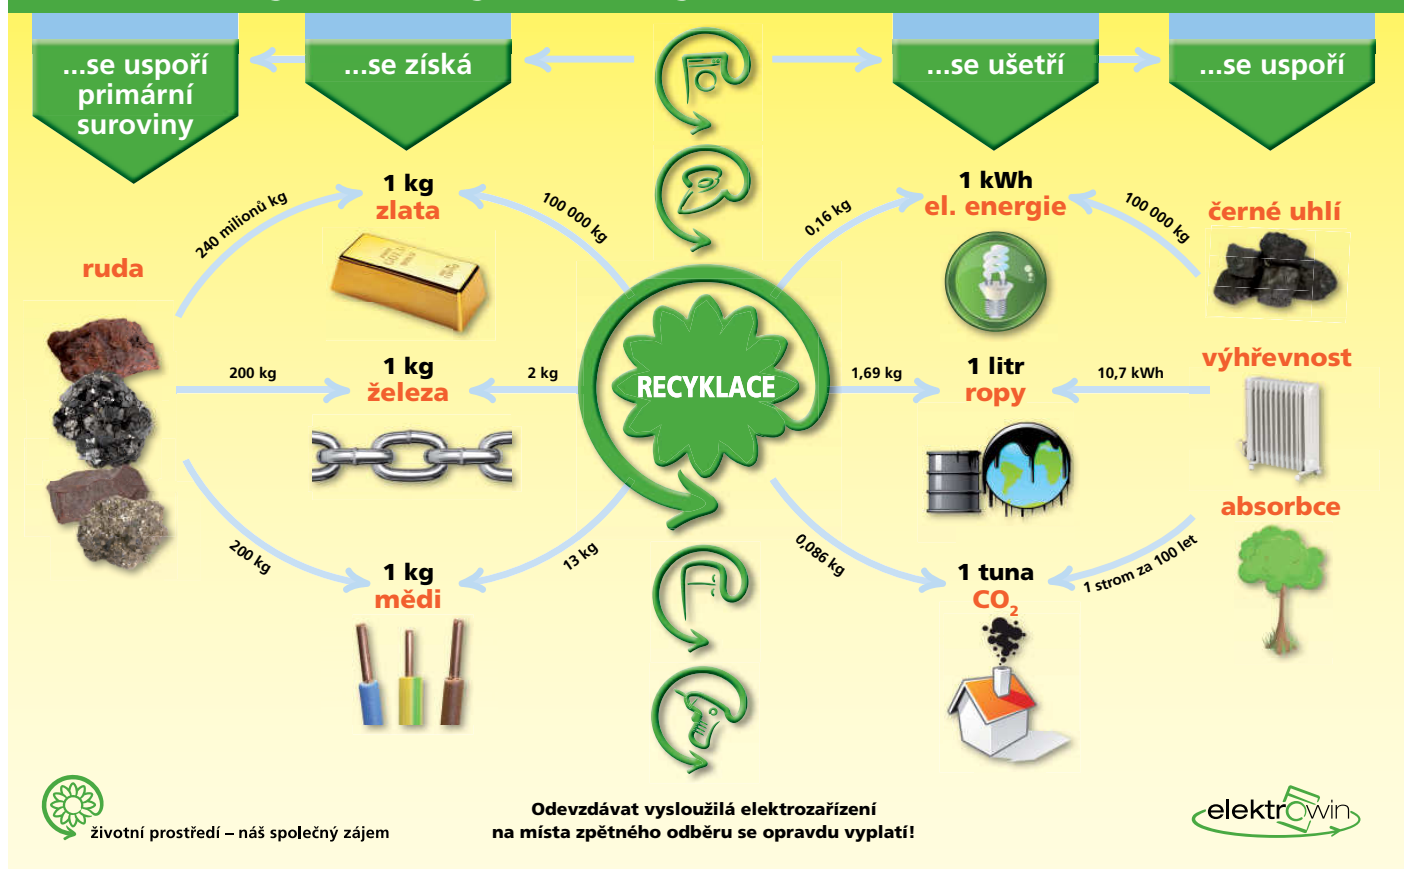 ...se uspoří
primární
suroviny
...se získá
...se ušetří
...se uspoří
240 milionů kg
1 kg
zlata
100 000 kg
0,16 kg
1 kWh
el. energie
100 000 kg
černé uhlí
ruda
200 kg
1 kg
železa
2 kg
RECYKLACE
1,69 kg
1 litr
ropy
10,7 kWh
výhřevnost
absorbce
200 kg
1 kg
mědi
13 kg
0,086 kg
1 tuna
CO2
1 strom za 100 let
životní prostředí – náš společný zájem
Odevzdávat vysloužilá elektrozařízení
na místa zpětného odběru se opravdu vyplatí!
elektrowin